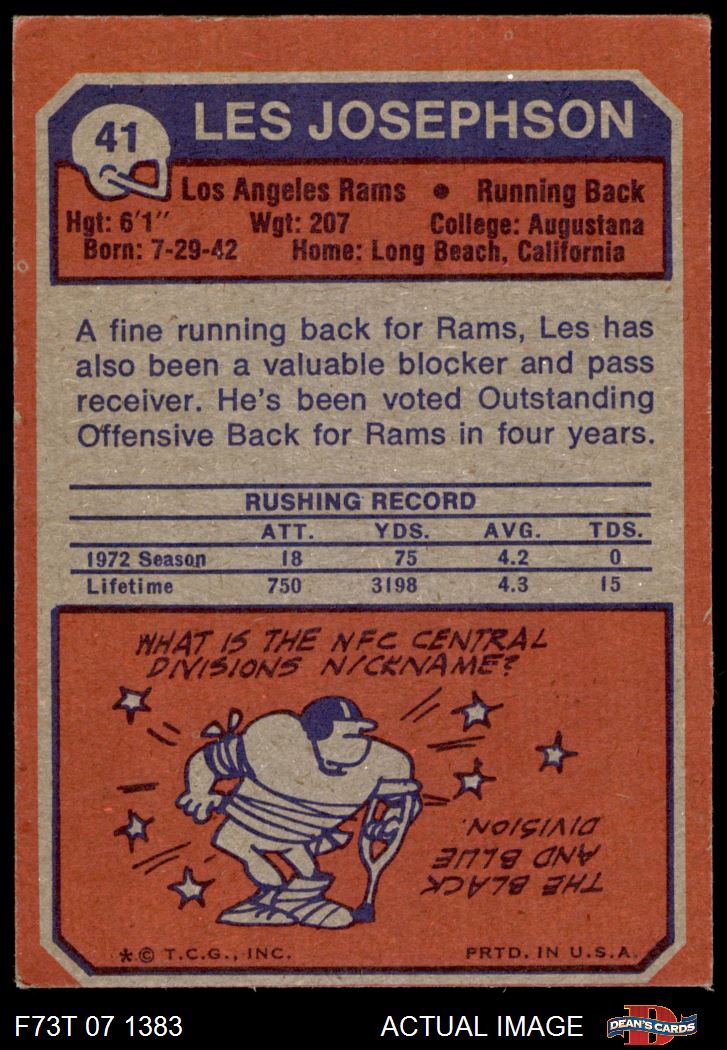 41
LES JOSEPHSON
Los Angeles Rams ● Running Back
Hgt: 6'1" Wgt: 207 College: Augustana
Born: 7-29-42 Home: Long Beach, California
A fine running back for Rams, Les has
also been a valuable blocker and pass
receiver. He's been voted Outstanding
Offensive Back for Rams in four years.
RUSHING RECORD
ATT. YDS. AVG. TDS.
1972 Season 18 75 4.2 0
Lifetime 750 3198 4.3 15
WHAT IS THE NFC CENTRAL
DIVISIONS NICKNAME?
THE BLACK
AND BLUE
DIVISION.
*© T.C.G., INC. PRTD. IN U.S.A.
F73T 07 1383 ACTUAL IMAGE
D
DEAN'S CARDS